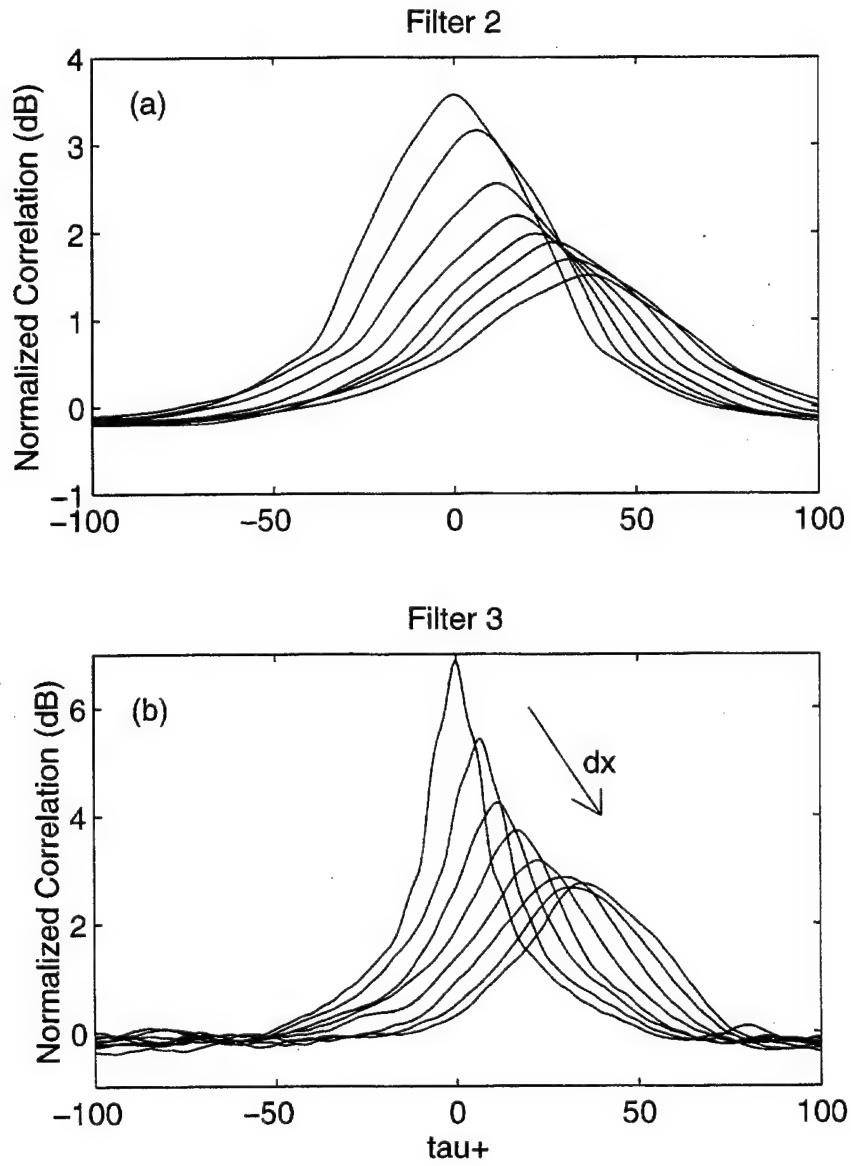 Filter 2
(a)
Normalized Correlation (dB)
4
3
2
1
0
−1
−100
−50
0
50
100
Filter 3
(b)
dx
Normalized Correlation (dB)
6
4
2
0
−100
−50
0
50
100
tau+